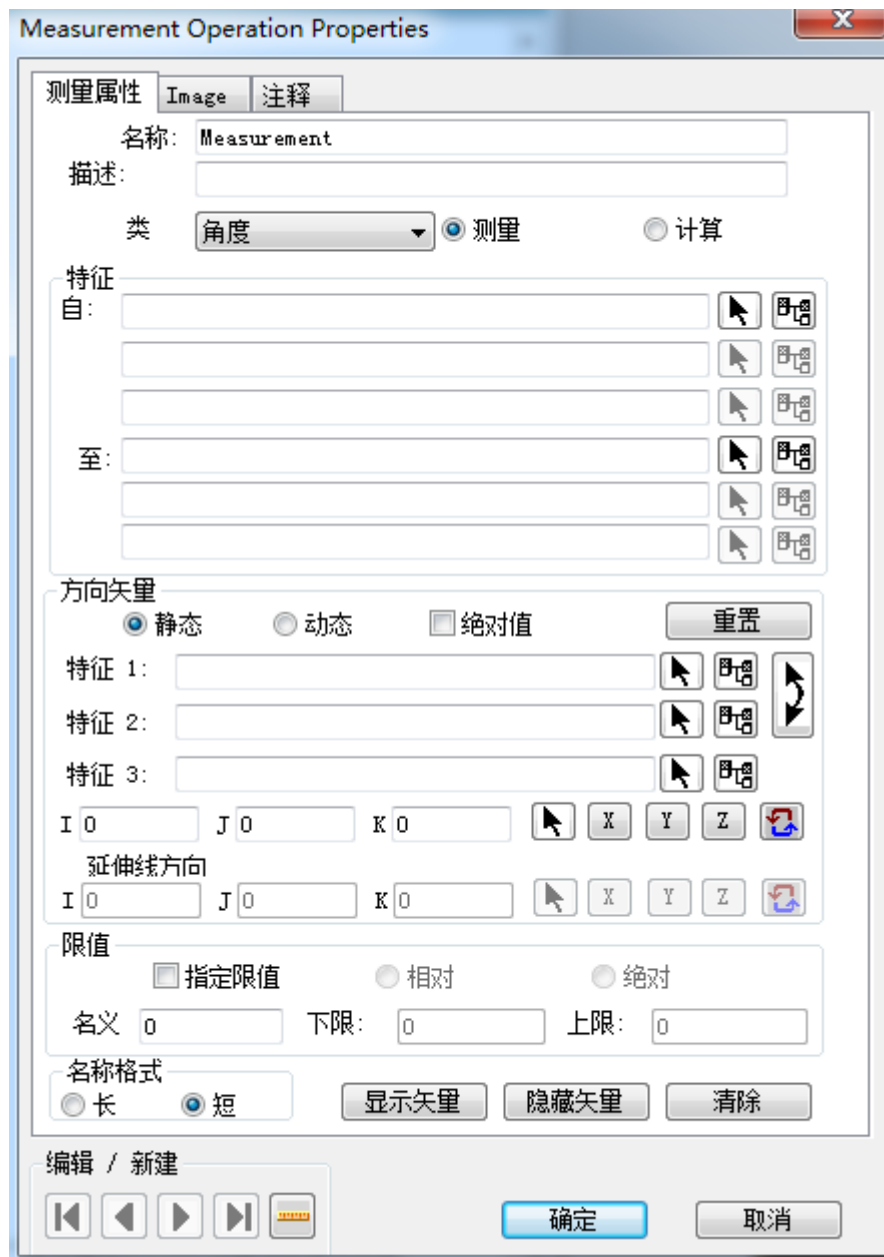 Measurement Operation Properties
测量属性 Image 注释
名称: Measurement
描述:
类 角度 测量 计算
特征
自:
至:
方向矢量
静态 动态 绝对值 重置
特征 1:
特征 2:
特征 3:
I 0 J 0 K 0 X Y Z
延伸线方向
I 0 J 0 K 0 X Y Z
限值
指定限值 相对 绝对
名义 0 下限: 0 上限: 0
名称格式
长 短 显示矢量 隐藏矢量 清除
编辑 / 新建
确定 取消